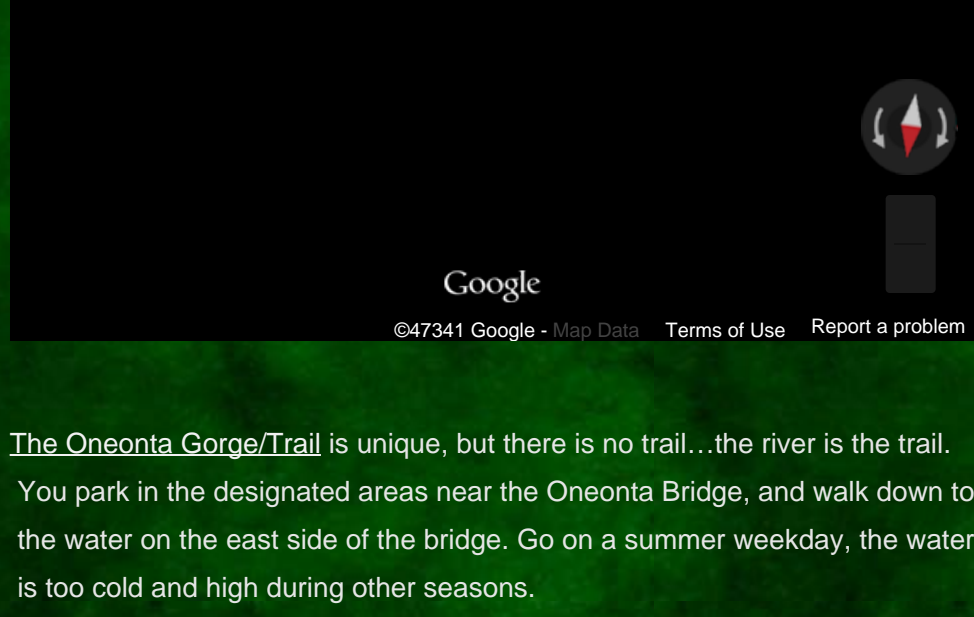 Google
©47341 Google - Map Data Terms of Use Report a problem
The Oneonta Gorge/Trail is unique, but there is no trail…the river is the trail.
You park in the designated areas near the Oneonta Bridge, and walk down to
the water on the east side of the bridge. Go on a summer weekday, the water
is too cold and high during other seasons.